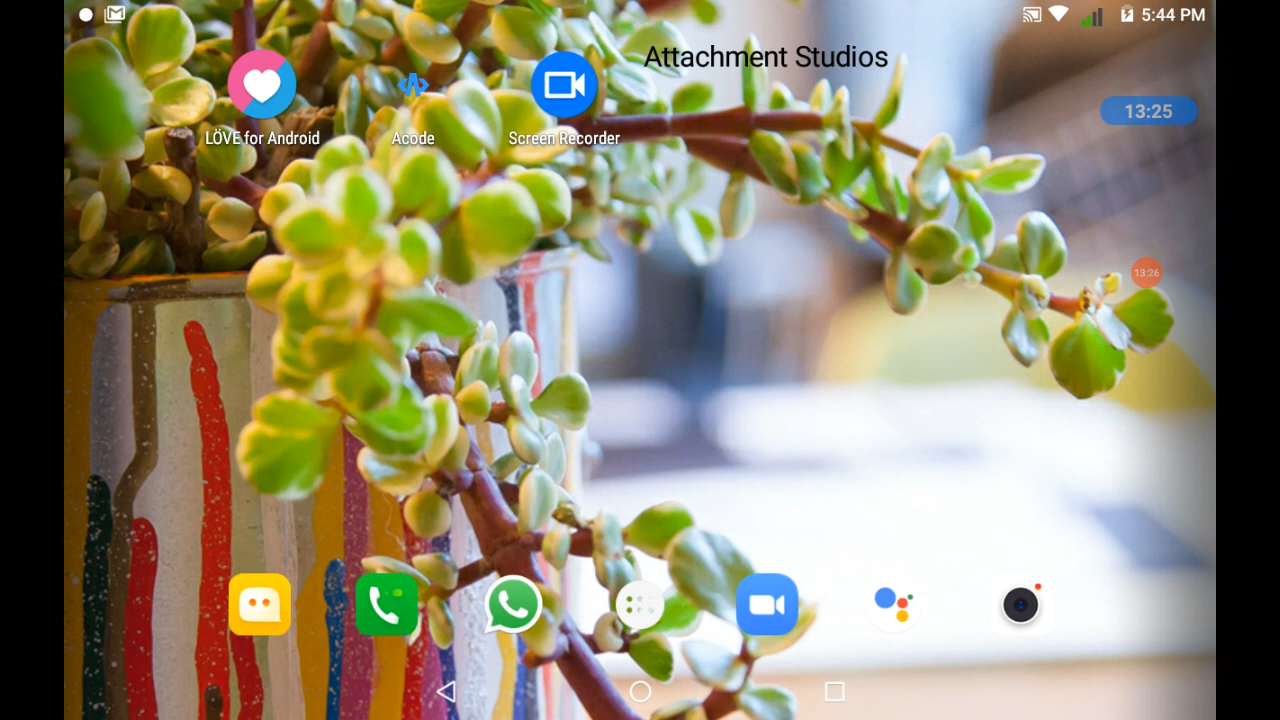 5:44 PM
Attachment Studios
13:25
LÖVE for Android
Acode
Screen Recorder
13:26